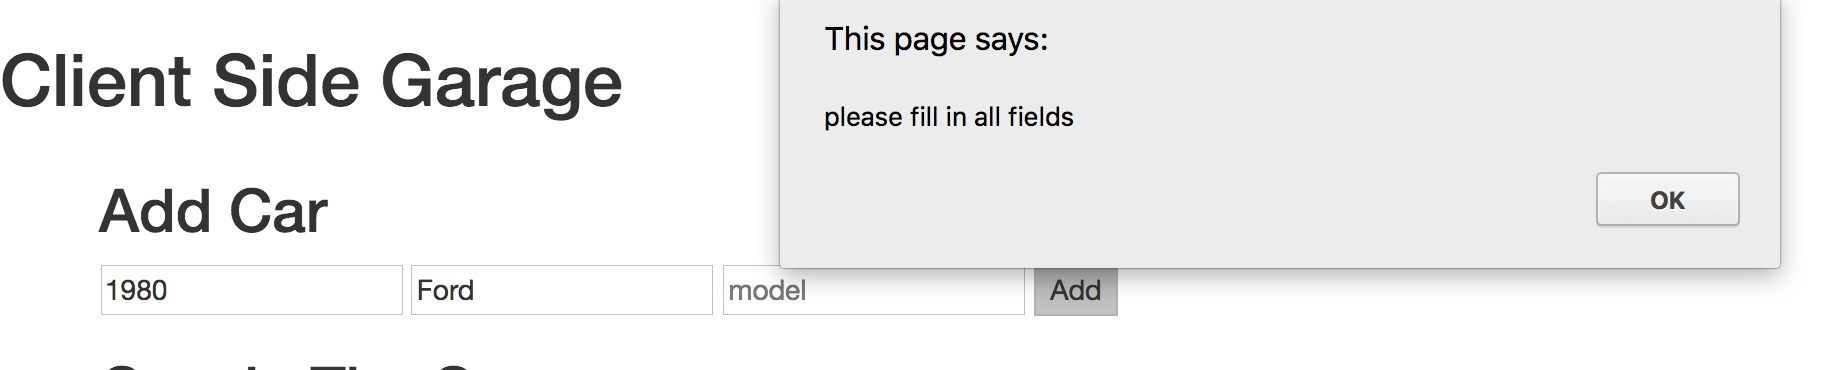 Client Side Garage
This page says:
please fill in all fields
OK
Add Car
1980 Ford model Add